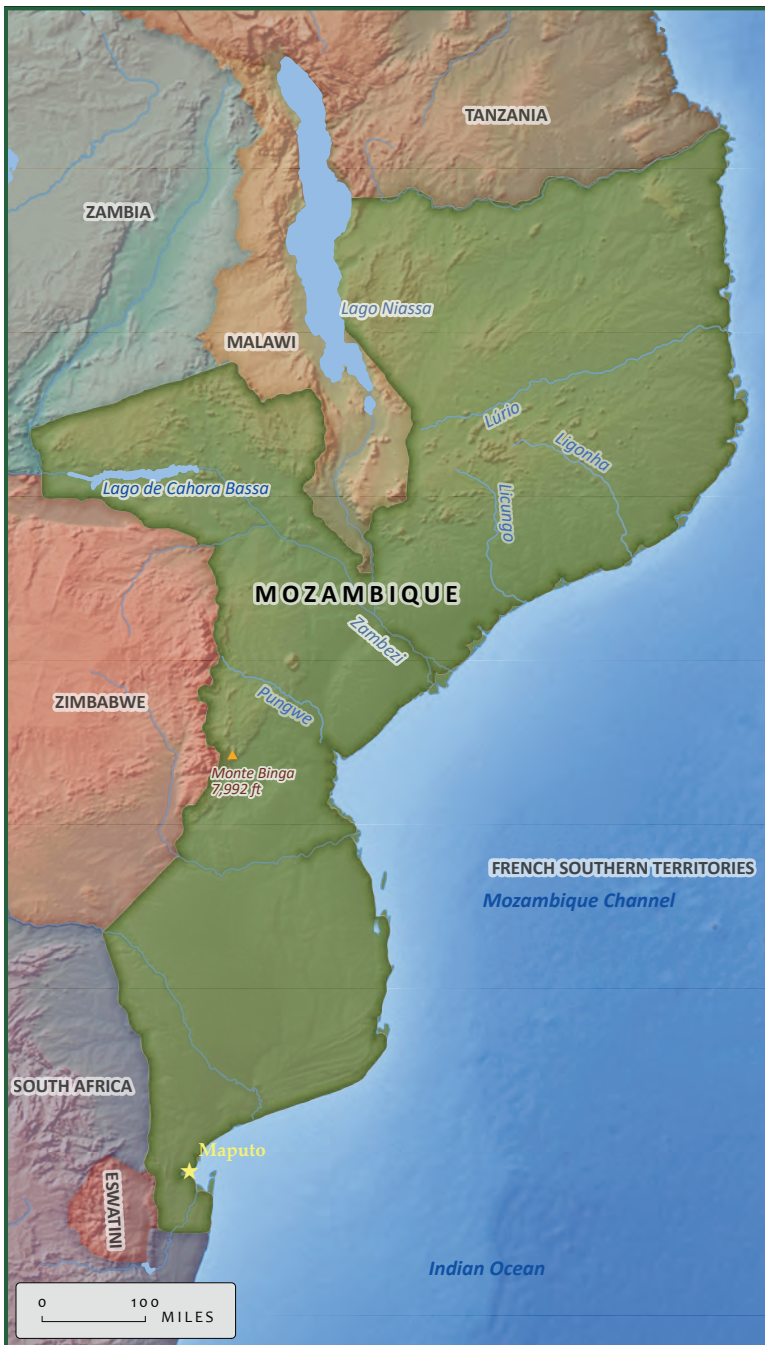 TANZANIA
ZAMBIA
Lago Niassa
MALAWI
Lúrio
Ligonha
Lago de Cahora Bassa
Licungo
MOZAMBIQUE
Zambezi
ZIMBABWE
Pungwe
Monte Binga
7,992 ft
FRENCH SOUTHERN TERRITORIES
Mozambique Channel
SOUTH AFRICA
Maputo
ESWATINI
Indian Ocean
0 100 MILES